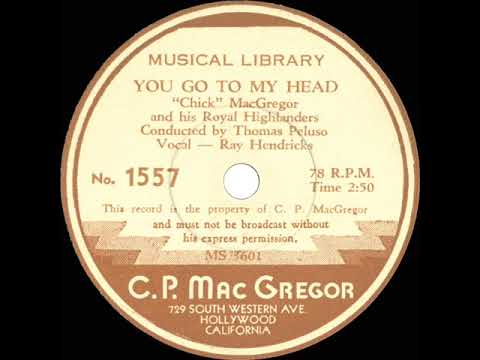 MUSICAL LIBRARY
YOU GO TO MY HEAD
"Chick" MacGregor
and his Royal Highlanders
Conducted by Thomas Peluso
Vocal — Ray Hendricks
No. 1557
78 R.P.M.
Time 2:50
This record is the property of C. P. MacGregor
and must not be broadcast without
his express permission.
MS 3601
C.P. MAC GREGOR
729 SOUTH WESTERN AVE.
HOLLYWOOD
CALIFORNIA